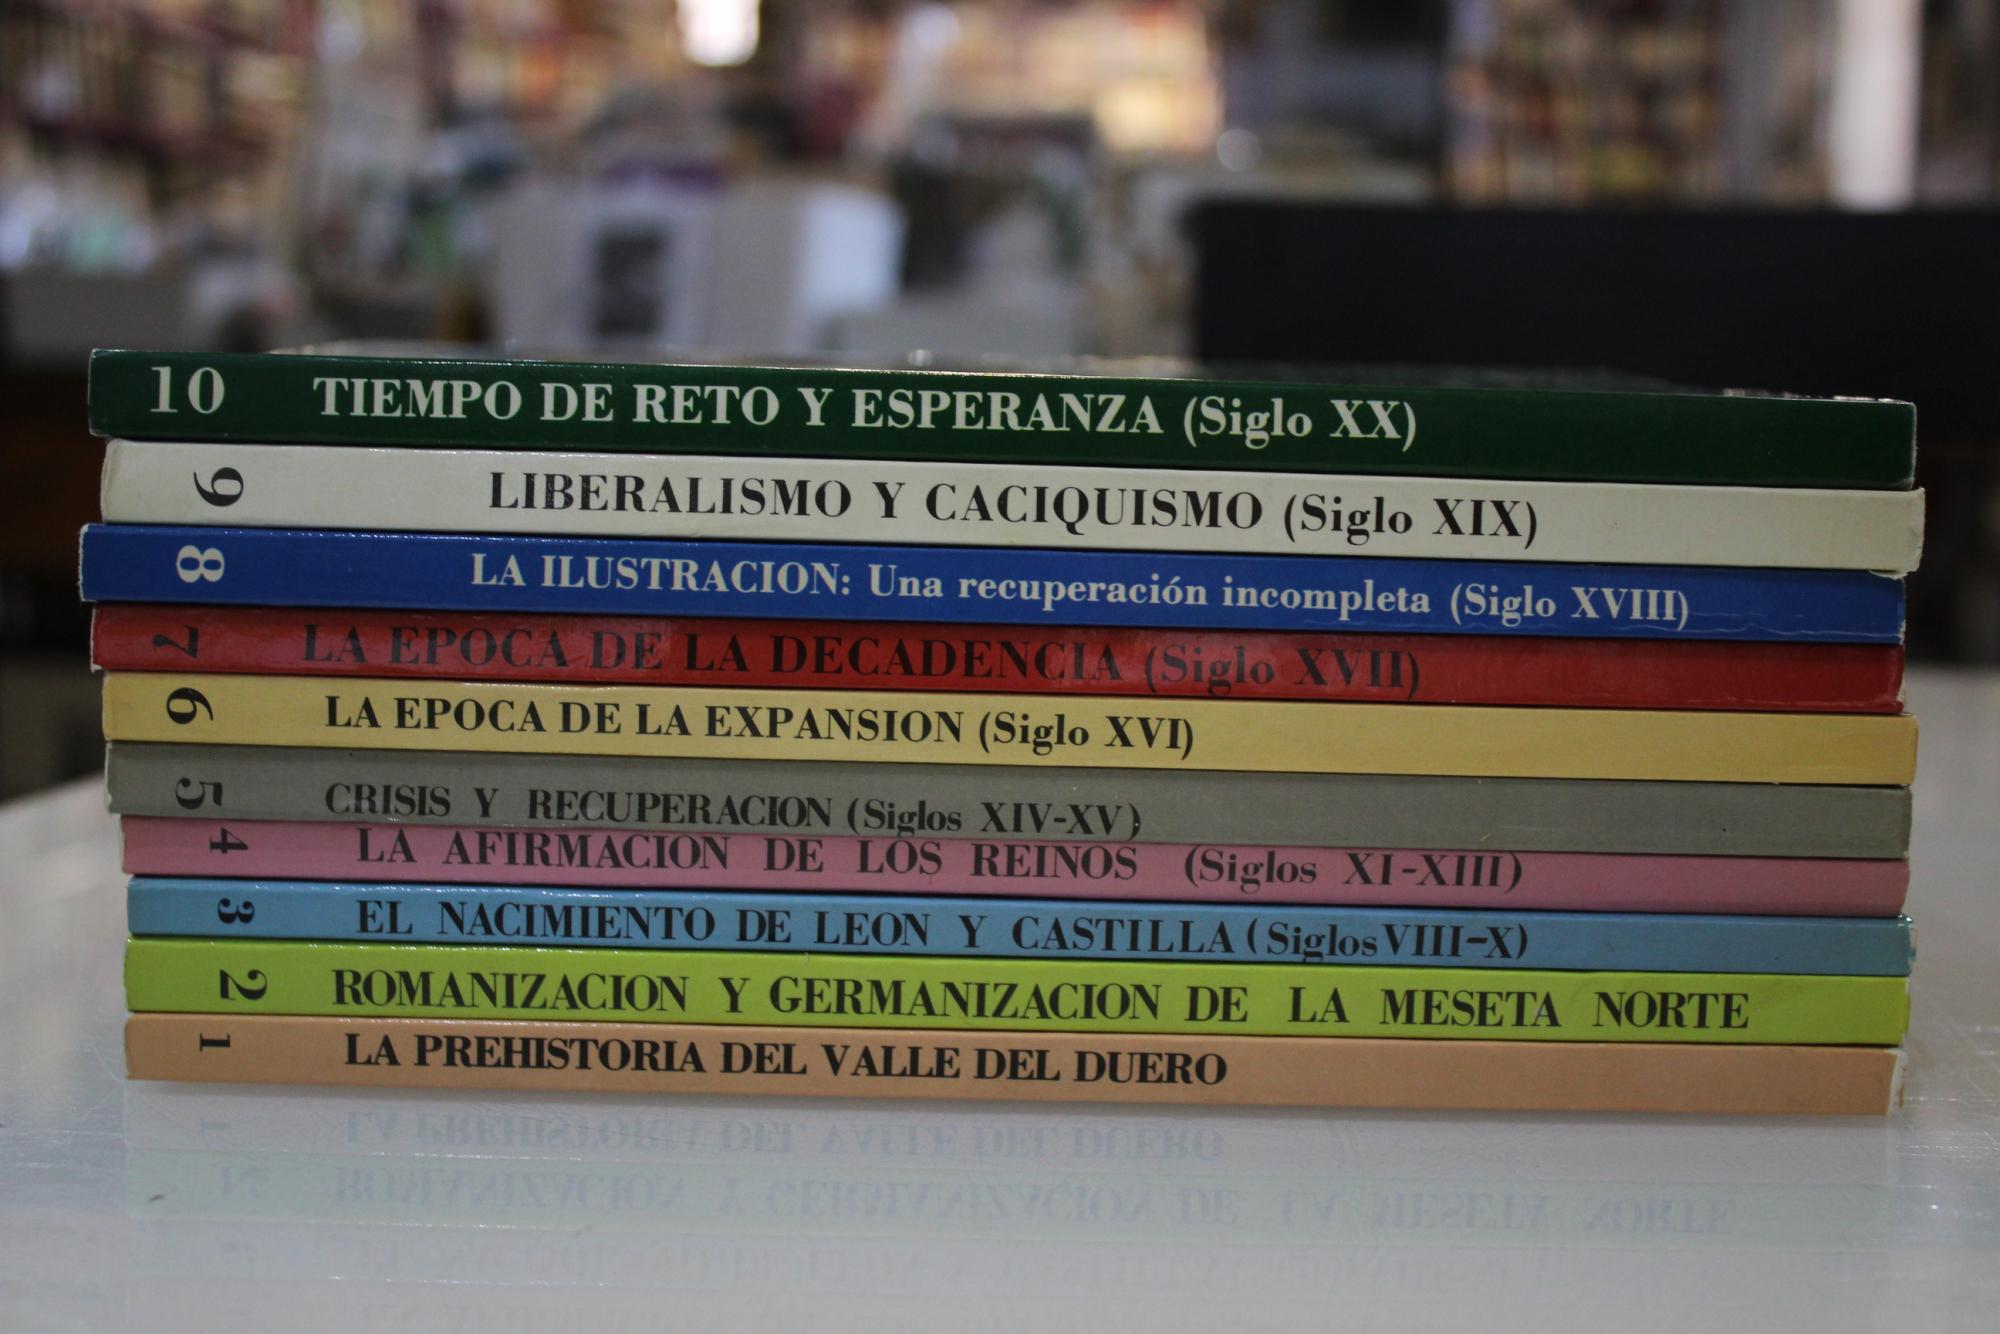 10 TIEMPO DE RETO Y ESPERANZA (Siglo XX)
9 LIBERALISMO Y CACIQUISMO (Siglo XIX)
8 LA ILUSTRACION: Una recuperación incompleta (Siglo XVIII)
7 LA EPOCA DE LA DECADENCIA (Siglo XVII)
6 LA EPOCA DE LA EXPANSION (Siglo XVI)
5 CRISIS Y RECUPERACION (Siglos XIV-XV)
4 LA AFIRMACION DE LOS REINOS (Siglos XI-XIII)
3 EL NACIMIENTO DE LEON Y CASTILLA (Siglos VIII-X)
2 ROMANIZACION Y GERMANIZACION DE LA MESETA NORTE
1 LA PREHISTORIA DEL VALLE DEL DUERO